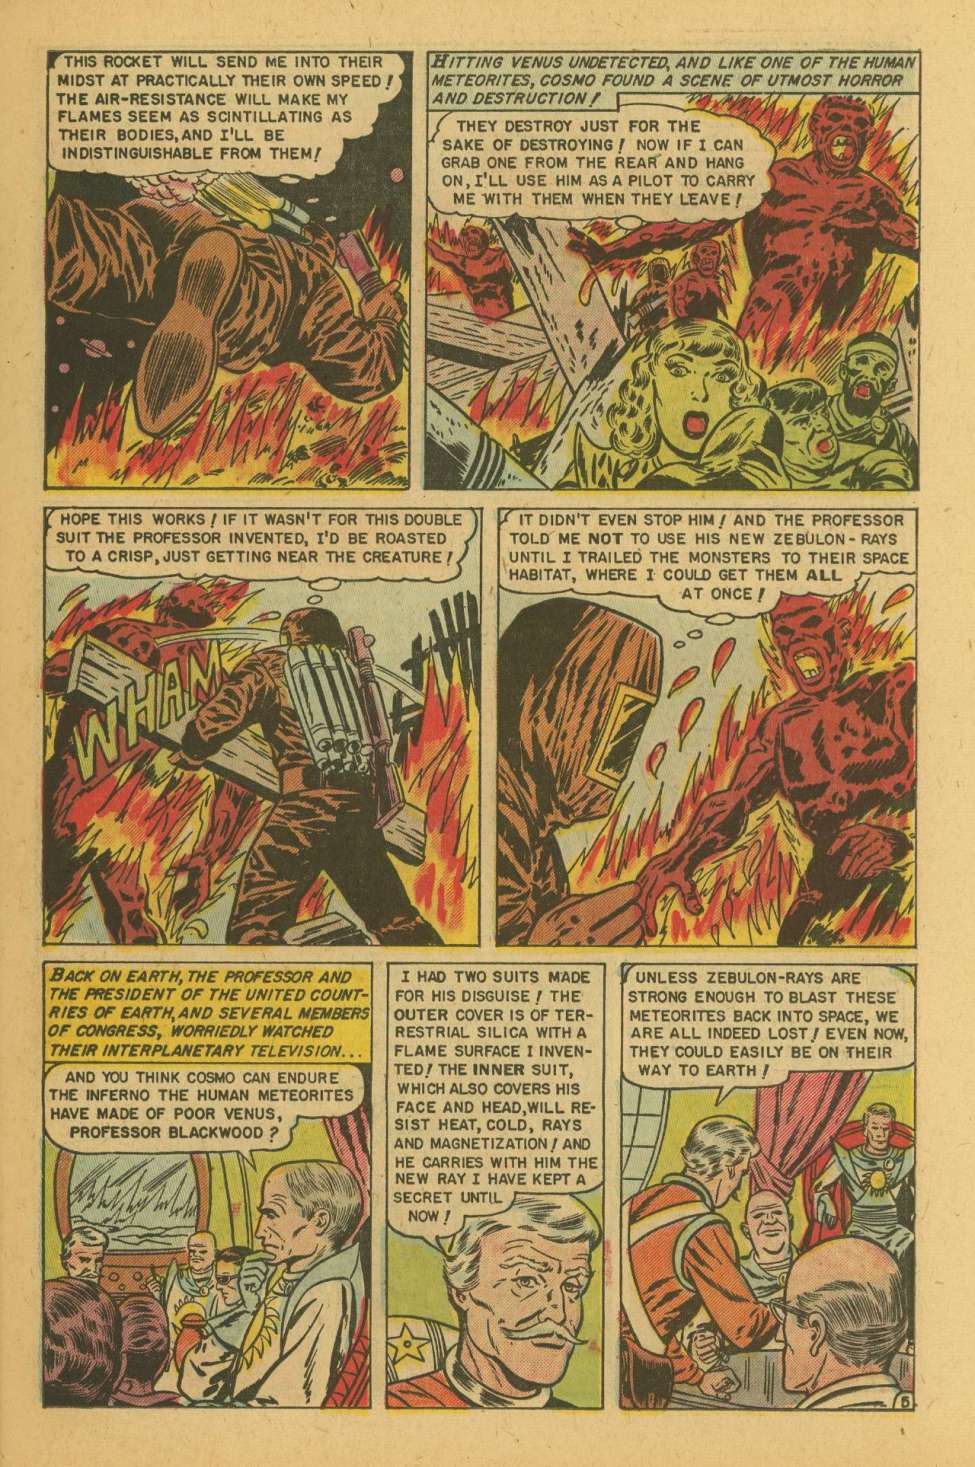 THIS ROCKET WILL SEND ME INTO THEIR
MIDST AT PRACTICALLY THEIR OWN SPEED!
THE AIR-RESISTANCE WILL MAKE MY
FLAMES SEEM AS SCINTILLATING AS
THEIR BODIES, AND I'LL BE
INDISTINGUISHABLE FROM THEM!
HITTING VENUS UNDETECTED, AND LIKE ONE OF THE HUMAN
METEORITES, COSMO FOUND A SCENE OF UTMOST HORROR
AND DESTRUCTION!
THEY DESTROY JUST FOR THE
SAKE OF DESTROYING! NOW IF I CAN
GRAB ONE FROM THE REAR AND HANG
ON, I'LL USE HIM AS A PILOT TO CARRY
ME WITH THEM WHEN THEY LEAVE!
HOPE THIS WORKS! IF IT WASN'T FOR THIS DOUBLE
SUIT THE PROFESSOR INVENTED, I'D BE ROASTED
TO A CRISP, JUST GETTING NEAR THE CREATURE!
WHAM
IT DIDN'T EVEN STOP HIM! AND THE PROFESSOR
TOLD ME NOT TO USE HIS NEW ZEBULON-RAYS
UNTIL I TRAILED THE MONSTERS TO THEIR SPACE
HABITAT, WHERE I COULD GET THEM ALL
AT ONCE!
BACK ON EARTH, THE PROFESSOR AND
THE PRESIDENT OF THE UNITED COUNT-
RIES OF EARTH, AND SEVERAL MEMBERS
OF CONGRESS, WORRIEDLY WATCHED
THEIR INTERPLANETARY TELEVISION...
AND YOU THINK COSMO CAN ENDURE
THE INFERNO THE HUMAN METEORITES
HAVE MADE OF POOR VENUS,
PROFESSOR BLACKWOOD?
I HAD TWO SUITS MADE
FOR HIS DISGUISE! THE
OUTER COVER IS OF TER-
RESTRIAL SILICA WITH A
FLAME SURFACE I INVEN-
TED! THE INNER SUIT,
WHICH ALSO COVERS HIS
FACE AND HEAD, WILL RE-
SIST HEAT, COLD, RAYS
AND MAGNETIZATION! AND
HE CARRIES WITH HIM THE
NEW RAY I HAVE KEPT A
SECRET UNTIL
NOW!
UNLESS ZEBULON-RAYS ARE
STRONG ENOUGH TO BLAST THESE
METEORITES BACK INTO SPACE, WE
ARE ALL INDEED LOST! EVEN NOW,
THEY COULD EASILY BE ON THEIR
WAY TO EARTH!
5